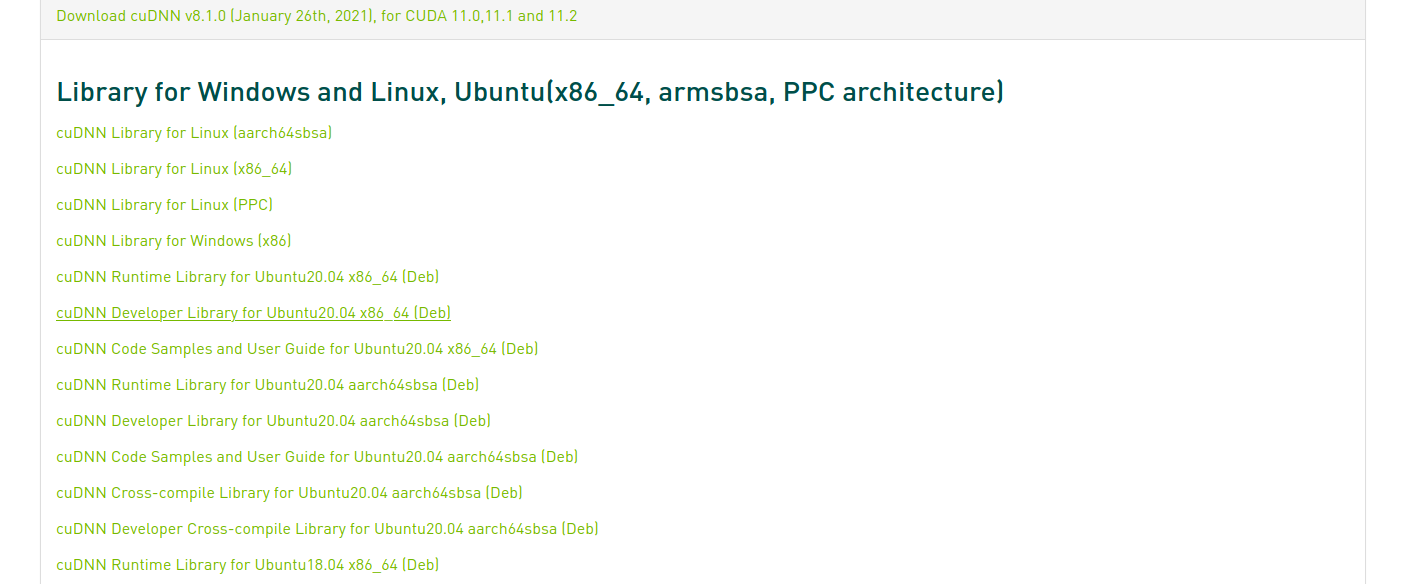 Download cuDNN v8.1.0 (January 26th, 2021), for CUDA 11.0,11.1 and 11.2
Library for Windows and Linux, Ubuntu(x86_64, armsbsa, PPC architecture)
cuDNN Library for Linux (aarch64sbsa)
cuDNN Library for Linux (x86_64)
cuDNN Library for Linux (PPC)
cuDNN Library for Windows (x86)
cuDNN Runtime Library for Ubuntu20.04 x86_64 (Deb)
cuDNN Developer Library for Ubuntu20.04 x86_64 (Deb)
cuDNN Code Samples and User Guide for Ubuntu20.04 x86_64 (Deb)
cuDNN Runtime Library for Ubuntu20.04 aarch64sbsa (Deb)
cuDNN Developer Library for Ubuntu20.04 aarch64sbsa (Deb)
cuDNN Code Samples and User Guide for Ubuntu20.04 aarch64sbsa (Deb)
cuDNN Cross-compile Library for Ubuntu20.04 aarch64sbsa (Deb)
cuDNN Developer Cross-compile Library for Ubuntu20.04 aarch64sbsa (Deb)
cuDNN Runtime Library for Ubuntu18.04 x86_64 (Deb)